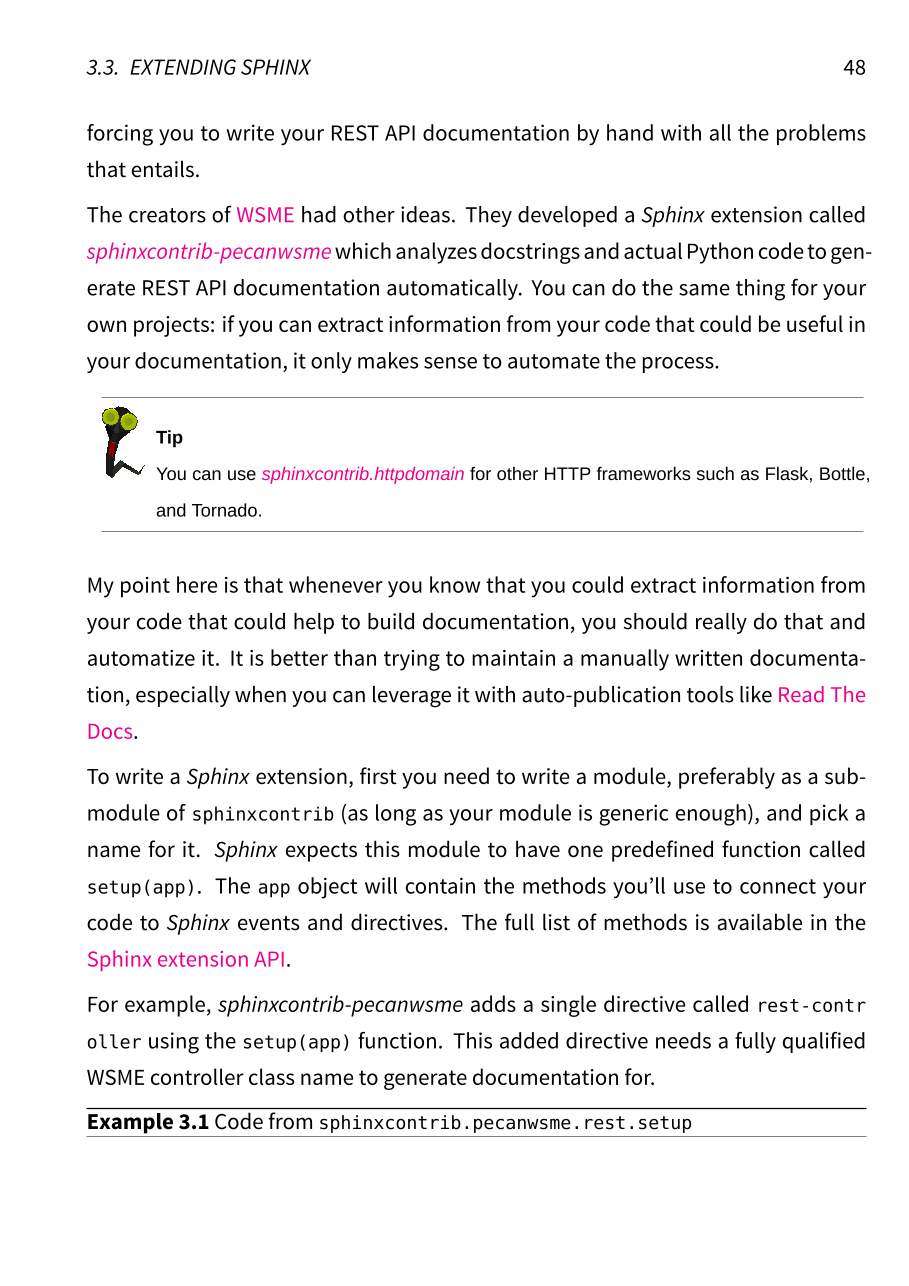 3.3. EXTENDING SPHINX 48
forcing you to write your REST API documentation by hand with all the problems
that entails.
The creators of WSME had other ideas. They developed a Sphinx extension called
sphinxcontrib-pecanwsme which analyzes docstrings and actual Python code to gen-
erate REST API documentation automatically. You can do the same thing for your
own projects: if you can extract information from your code that could be useful in
your documentation, it only makes sense to automate the process.
Tip
You can use sphinxcontrib.httpdomain for other HTTP frameworks such as Flask, Bottle,
and Tornado.
My point here is that whenever you know that you could extract information from
your code that could help to build documentation, you should really do that and
automatize it. It is better than trying to maintain a manually written documenta-
tion, especially when you can leverage it with auto-publication tools like Read The
Docs.
To write a Sphinx extension, first you need to write a module, preferably as a sub-
module of sphinxcontrib (as long as your module is generic enough), and pick a
name for it. Sphinx expects this module to have one predefined function called
setup(app). The app object will contain the methods you’ll use to connect your
code to Sphinx events and directives. The full list of methods is available in the
Sphinx extension API.
For example, sphinxcontrib-pecanwsme adds a single directive called rest-contr
oller using the setup(app) function. This added directive needs a fully qualified
WSME controller class name to generate documentation for.
Example 3.1 Code from sphinxcontrib.pecanwsme.rest.setup